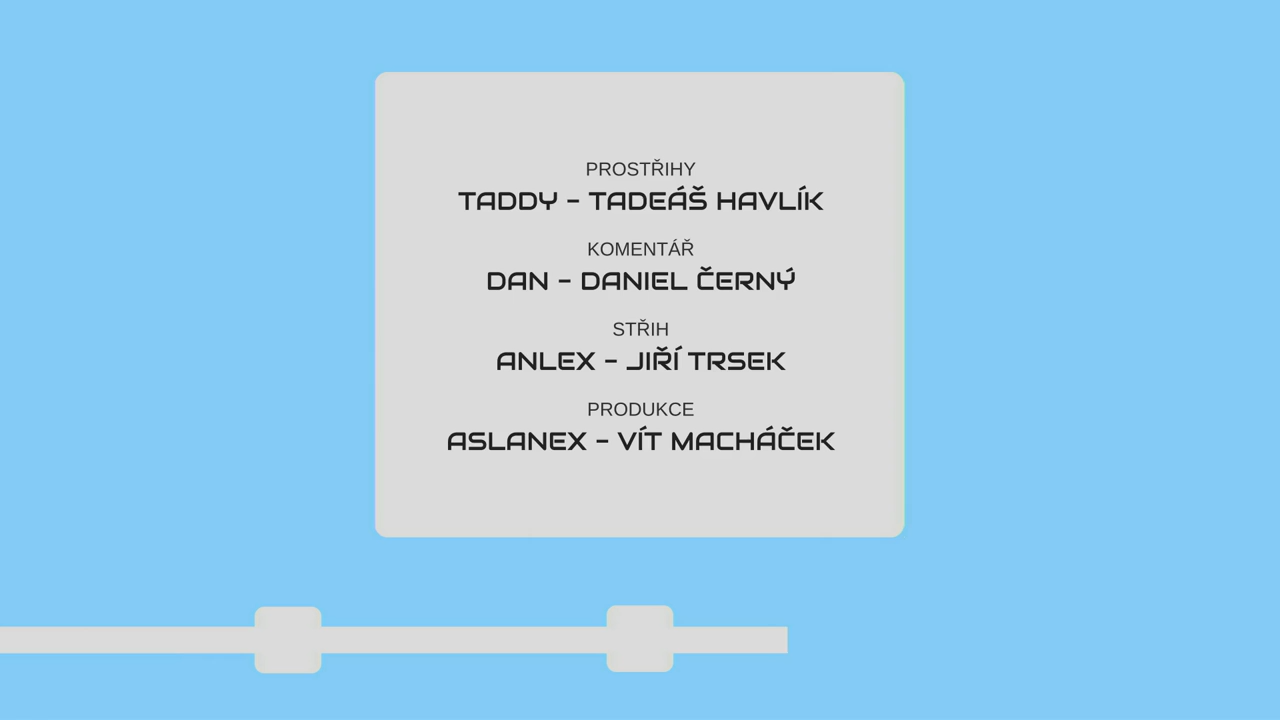 PROSTŘIHY
TADDY - TADEÁŠ HAVLÍK
KOMENTÁŘ
DAN - DANIEL ČERNÝ
STŘIH
ANLEX - JIŘÍ TRSEK
PRODUKCE
ASLANEX - VÍT MACHÁČEK